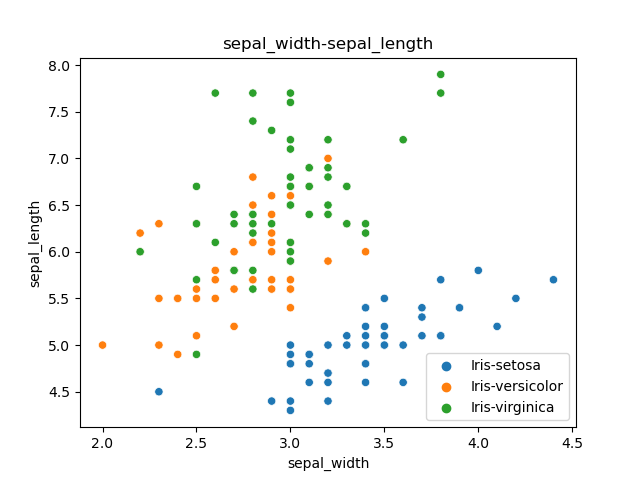 sepal_width-sepal_length
8.0
7.5
7.0
6.5
6.0
5.5
5.0
4.5
sepal_length
2.0 2.5 3.0 3.5 4.0 4.5
sepal_width
Iris-setosa
Iris-versicolor
Iris-virginica